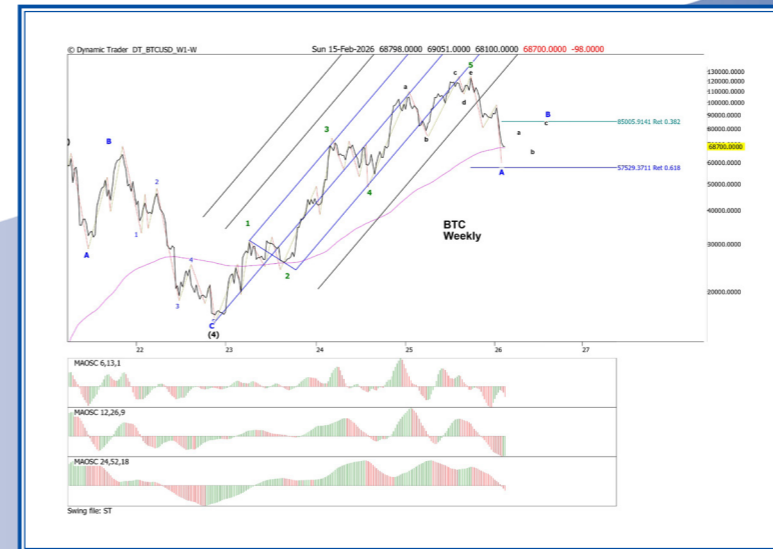 © Dynamic Trader DT_BTCUSD_W1-W Sun 15-Feb-2026 68798.0000 69051.0000 68100.0000 68700.0000 -98.0000
130000.0000
120000.0000
110000.0000
100000.0000
90000.0000
80000.0000
68700.0000
60000.0000
50000.0000
40000.0000
30000.0000
20000.0000
85005.9141 Ret 0.382
57529.3711 Ret 0.618
)
B
A
1
2
3
4
C
(4)
1
2
3
4
a
b
c
d
e
5
A
a
b
c
B
BTC
Weekly
22 23 24 25 26 27
MAOSC 6,13,1
MAOSC 12,26,9
MAOSC 24,52,18
Swing file: ST